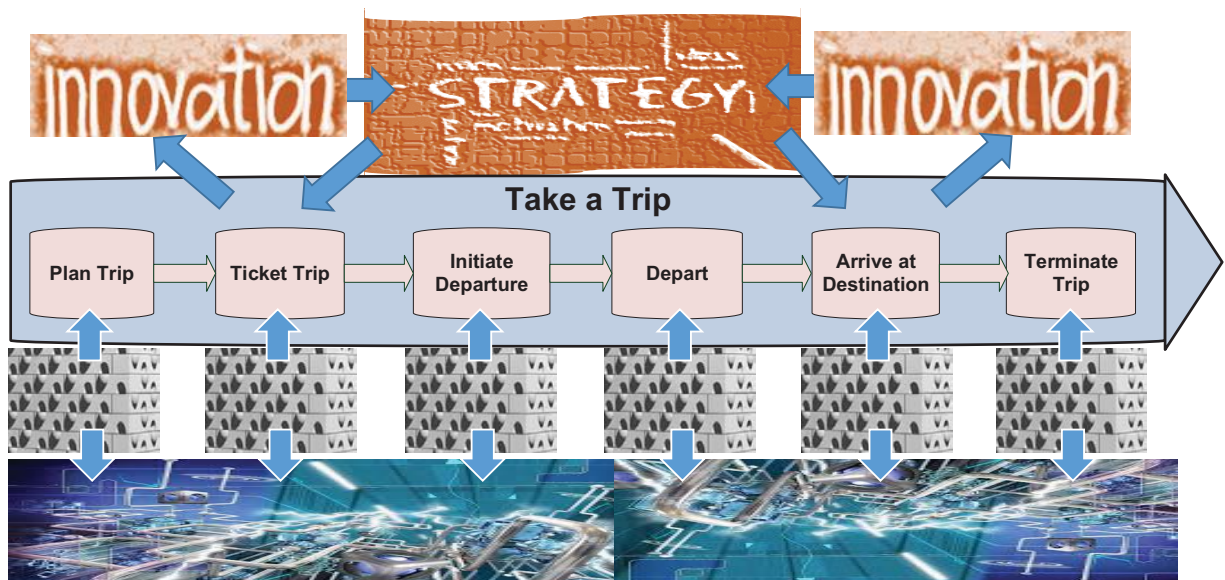 innovation
STRATEGY
innovation
Take a Trip
Plan Trip
Ticket Trip
Initiate
Departure
Depart
Arrive at
Destination
Terminate
Trip